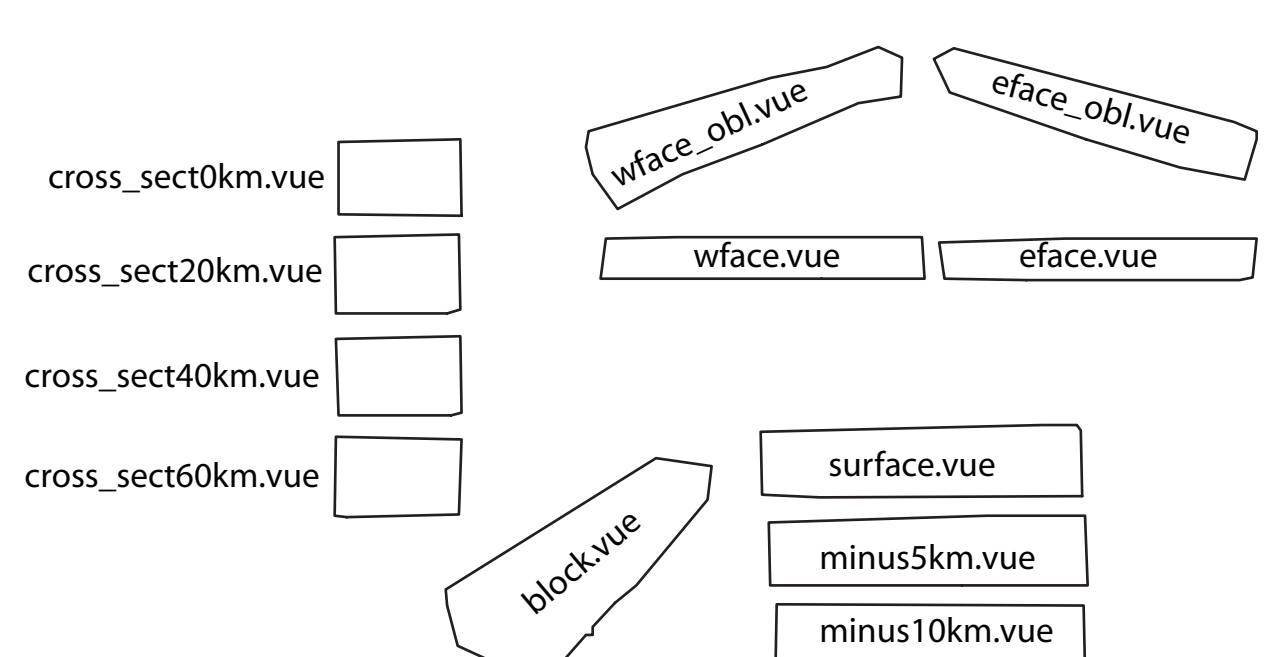 wface_obl.vue
eface_obl.vue
cross_sect0km.vue
wface.vue
eface.vue
cross_sect20km.vue
cross_sect40km.vue
cross_sect60km.vue
surface.vue
block.vue
minus5km.vue
minus10km.vue